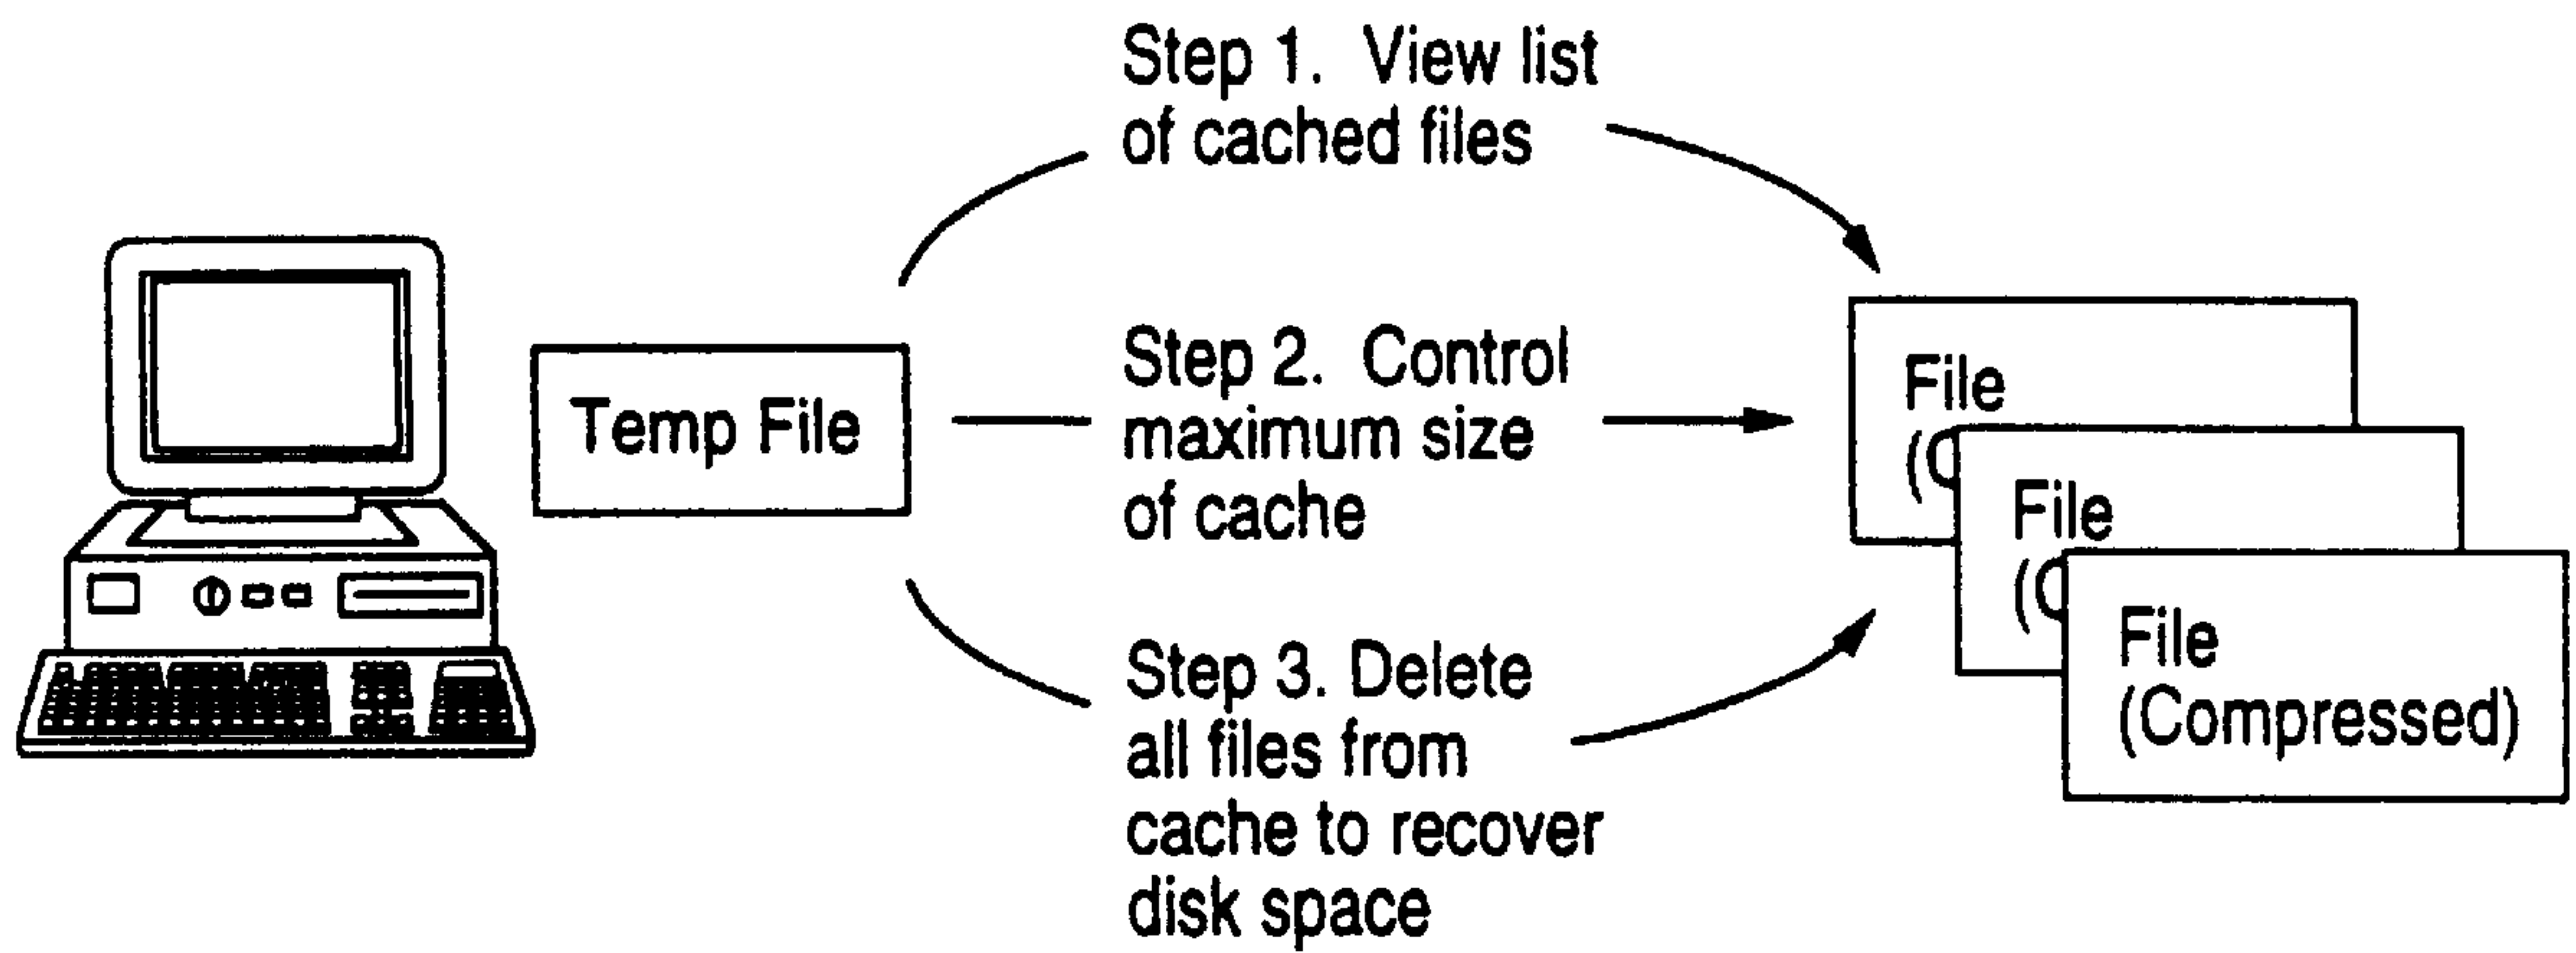 Step 1. View list
of cached files
Temp File
Step 2. Control
maximum size
of cache
Step 3. Delete
all files from
cache to recover
disk space
File
(C
File
(C
File
(Compressed)